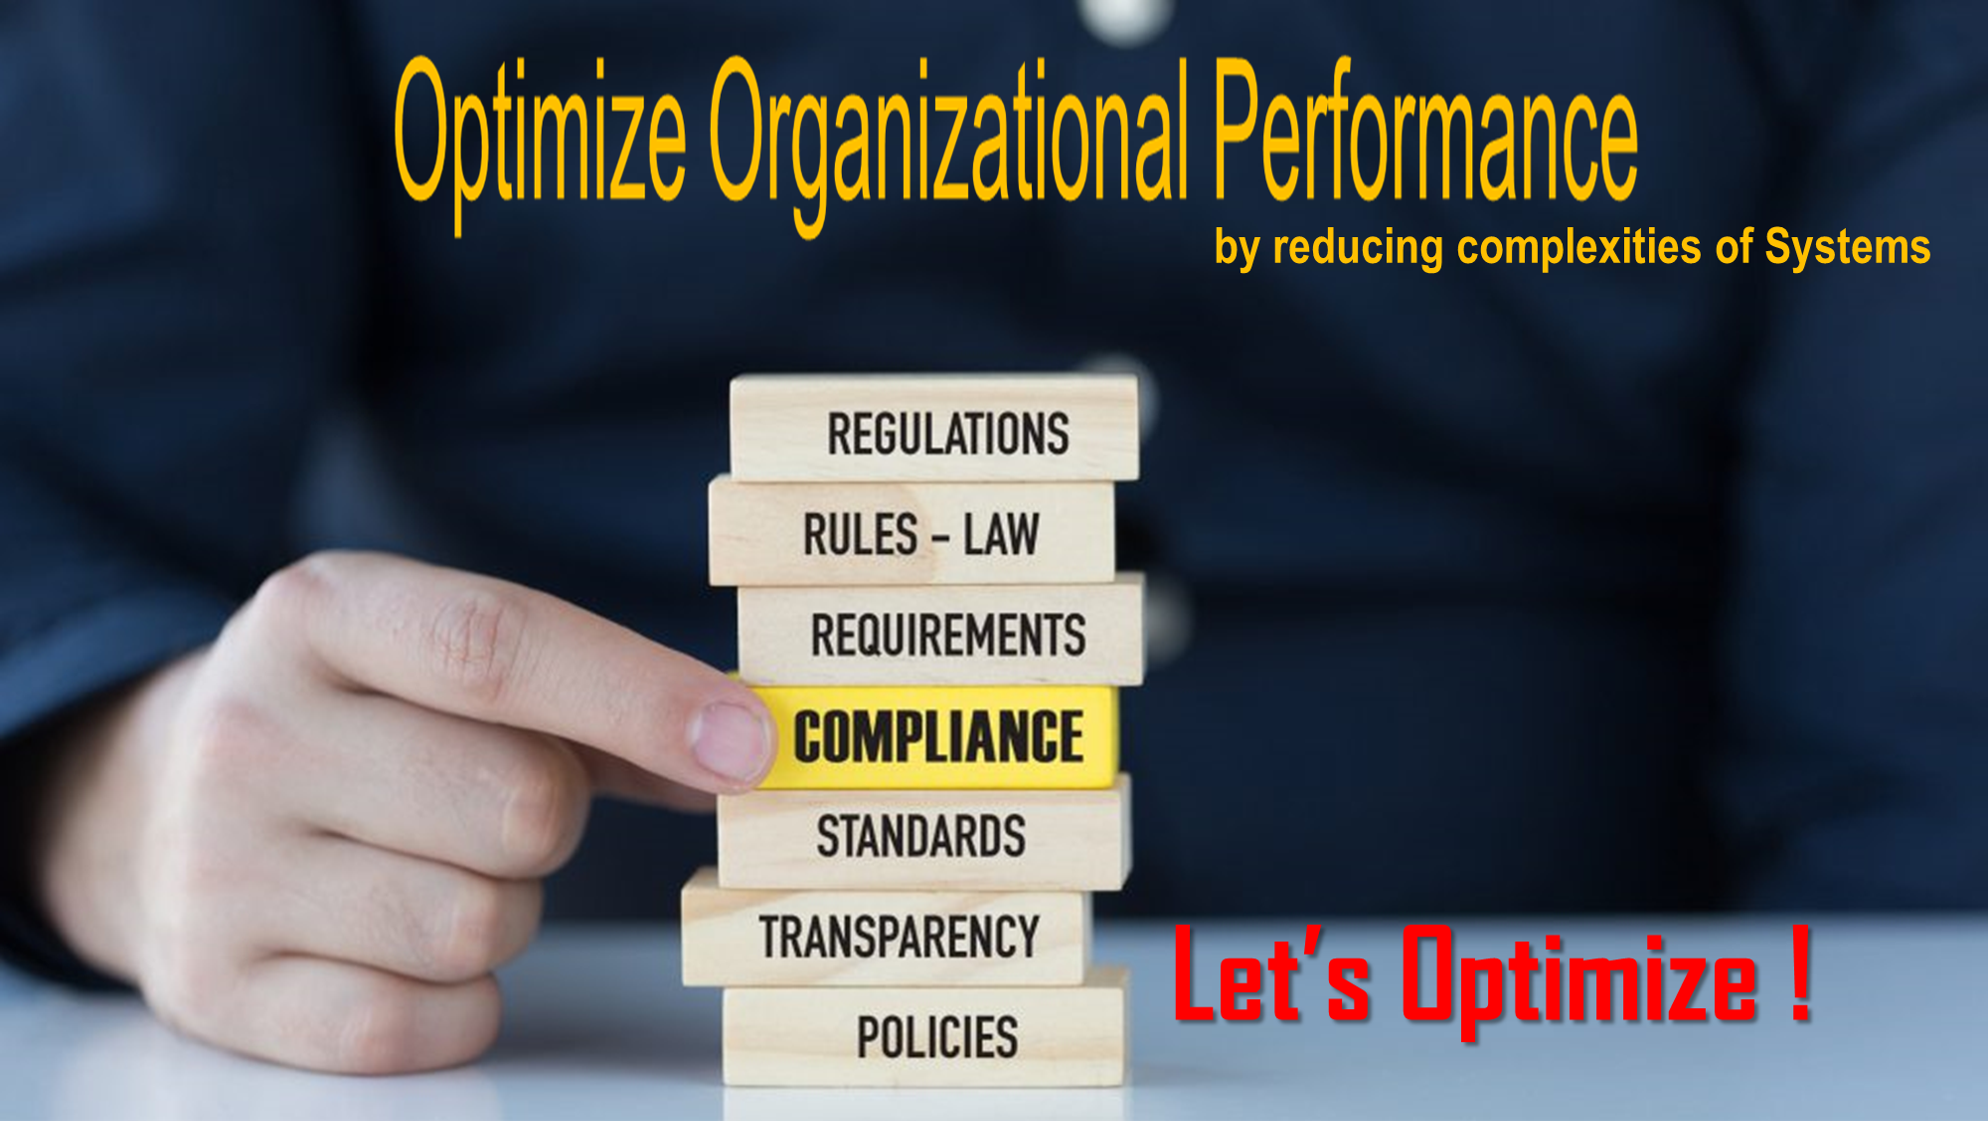 Optimize Organizational Performance
by reducing complexities of Systems
REGULATIONS
RULES - LAW
REQUIREMENTS
COMPLIANCE
STANDARDS
TRANSPARENCY
POLICIES
Let's Optimize !